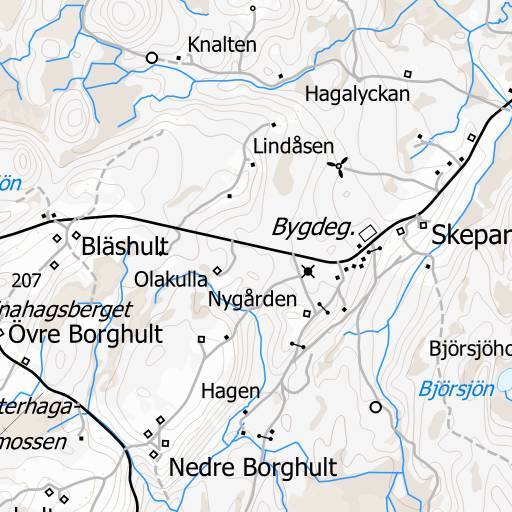 Knalten
Hagalyckan
Lindåsen
jön
Bygdeg.
Skepar
Bläshult
207
Olakulla
Nygården
nahagsberget
Övre Borghult
Björsjöho
Björsjön
Hagen
terhaga-
mossen
Nedre Borghult